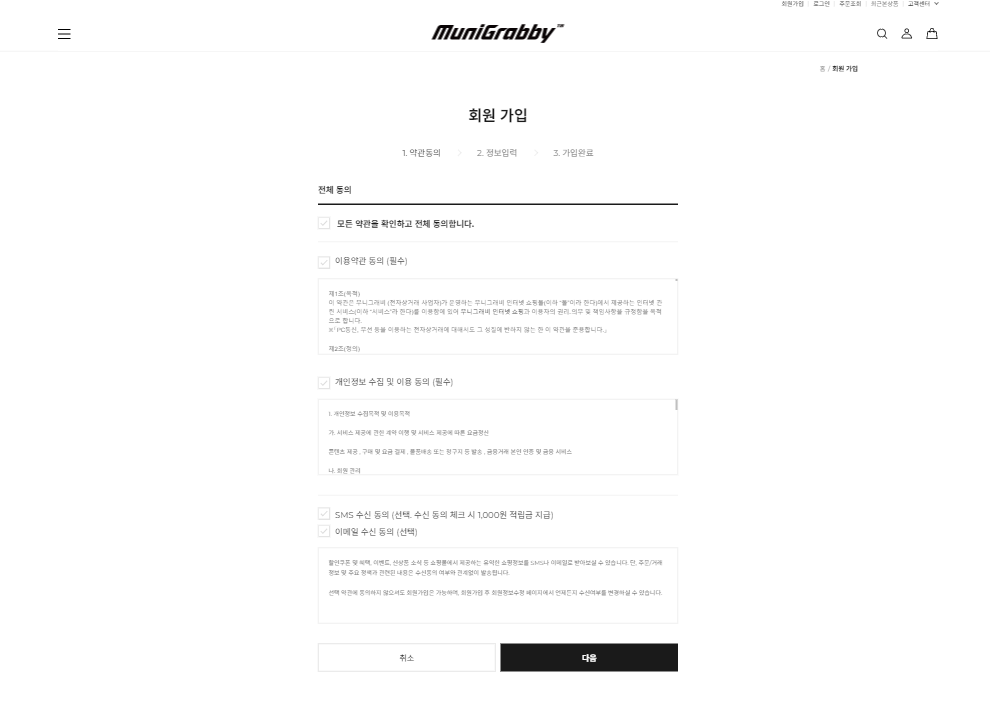 회원가입 로그인 주문조회 최근본상품 고객센터
MuniGrabby™
홈 / 회원 가입
회원 가입
1. 약관동의 2. 정보입력 3. 가입완료
전체 동의
모든 약관을 확인하고 전체 동의합니다.
이용약관 동의 (필수)
제1조(목적)
이 약관은 무니그래비 (전자상거래 사업자)가 운영하는 무니그래비 인터넷 쇼핑몰(이하 "몰"이라 한다)에서 제공하는 인터넷 관
련 서비스(이하 "서비스"라 한다)를 이용함에 있어 무니그래비 인터넷 쇼핑과 이용자의 권리.의무 및 책임사항을 규정함을 목적
으로 합니다.
※「PC통신, 무선 등을 이용하는 전자상거래에 대해서도 그 성질에 반하지 않는 한 이 약관을 준용합니다.」
제2조(정의)
개인정보 수집 및 이용 동의 (필수)
1. 개인정보 수집목적 및 이용목적
가. 서비스 제공에 관한 계약 이행 및 서비스 제공에 따른 요금정산
콘텐츠 제공 , 구매 및 요금 결제 , 물품배송 또는 청구지 등 발송 , 금융거래 본인 인증 및 금융 서비스
나. 회원 관리
SMS 수신 동의 (선택. 수신 동의 체크 시 1,000원 적립금 지급)
이메일 수신 동의 (선택)
할인쿠폰 및 혜택, 이벤트, 신상품 소식 등 쇼핑몰에서 제공하는 유익한 쇼핑정보를 SMS나 이메일로 받아보실 수 있습니다. 단, 주문/거래
정보 및 주요 정책과 관련된 내용은 수신동의 여부와 관계없이 발송됩니다.
선택 약관에 동의하지 않으셔도 회원가입은 가능하며, 회원가입 후 회원정보수정 페이지에서 언제든지 수신여부를 변경하실 수 있습니다.
취소 다음